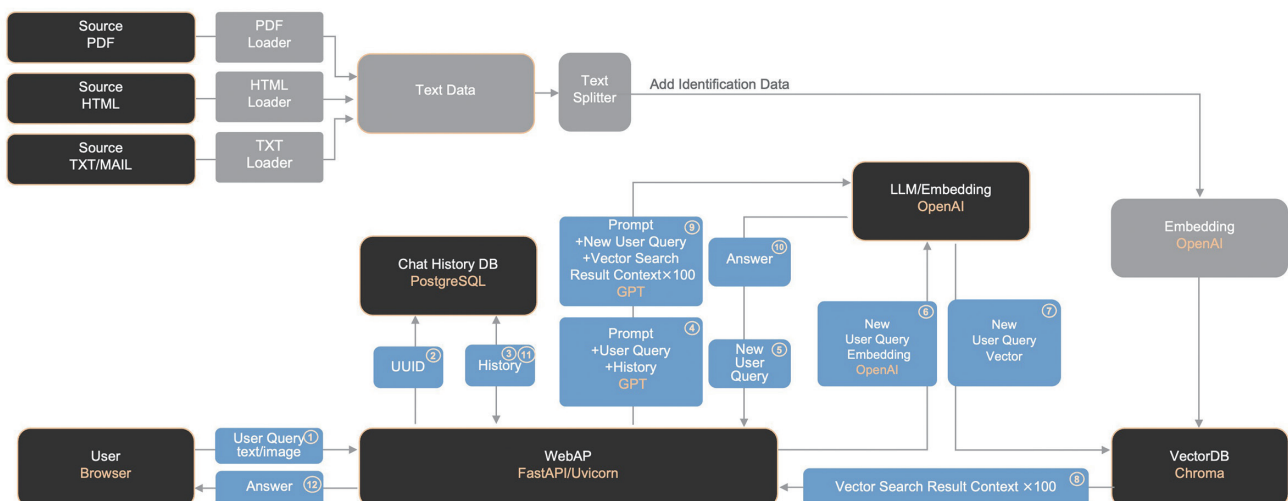 Source
PDF
PDF
Loader
Source
HTML
HTML
Loader
Source
TXT/MAIL
TXT
Loader
Text Data
Text
Splitter
Add Identification Data
LLM/Embedding
OpenAI
Embedding
OpenAI
Chat History DB
PostgreSQL
Prompt ⑨
+New User Query
+Vector Search
Result Context×100
GPT
Answer ⑩
Prompt ④
+User Query
+History
GPT
New ⑤
User
Query
⑥
New
User Query
Embedding
OpenAI
⑦
New
User Query
Vector
UUID ②
History ③ ⑪
User
Browser
User Query ①
text/image
Answer ⑫
WebAP
FastAPI/Uvicorn
Vector Search Result Context ×100 ⑧
VectorDB
Chroma